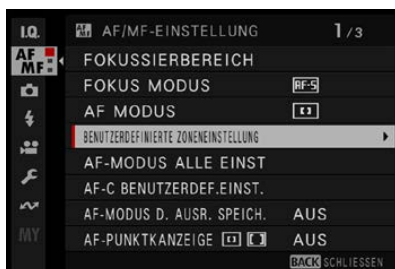 I.Q. AF/MF-EINSTELLUNG 1/3
AF MF FOKUSSIERBEREICH
FOKUS MODUS AF-S
AF MODUS
BENUTZERDEFINIERTE ZONENEINSTELLUNG
AF-MODUS ALLE EINST
AF-C BENUTZERDEF.EINST.
AF-MODUS D. AUSR. SPEICH. AUS
MY AF-PUNKTKANZEIGE AUS
BACK SCHLIESSEN